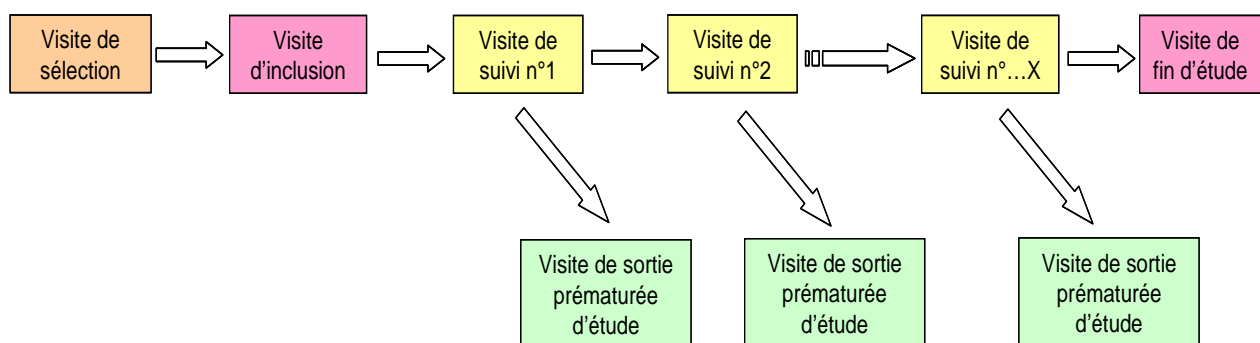 Visite de
sélection
Visite
d'inclusion
Visite de
suivi n°1
Visite de
suivi n°2
Visite de
suivi n°…X
Visite de
fin d'étude
Visite de sortie
prématurée
d'étude
Visite de sortie
prématurée
d'étude
Visite de sortie
prématurée
d'étude